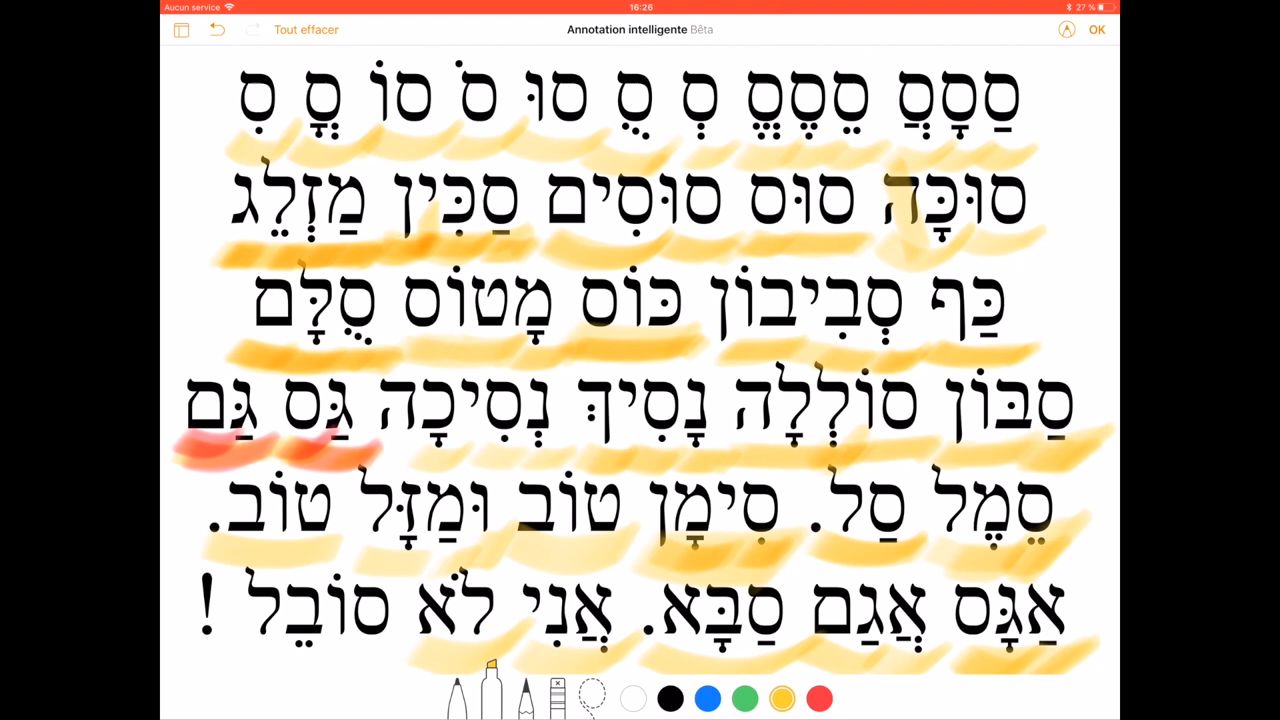 Aucun service 16:26 27 %
Tout effacer Annotation intelligente Bêta OK
סַסָסֲ סֵסֶסֱ סְ סֻ סוּ סֹ סוֹ סֳ סִ
סוּכָּה סוּס סוּסִים סַכִּין מַזְלֵג
כַּף סְבִיבוֹן כּוֹס מָטוֹס סֻלָּם
סַבּוֹן סוֹלְלָה נָסִיךְ נְסִיכָה גַּס גַּם
סֵמֶל סַל. סִימָן טוֹב וּמַזָּל טוֹב.
אַגָּס אֲגַם סַבָּא. אֲנִי לֹא סוֹבֵל !